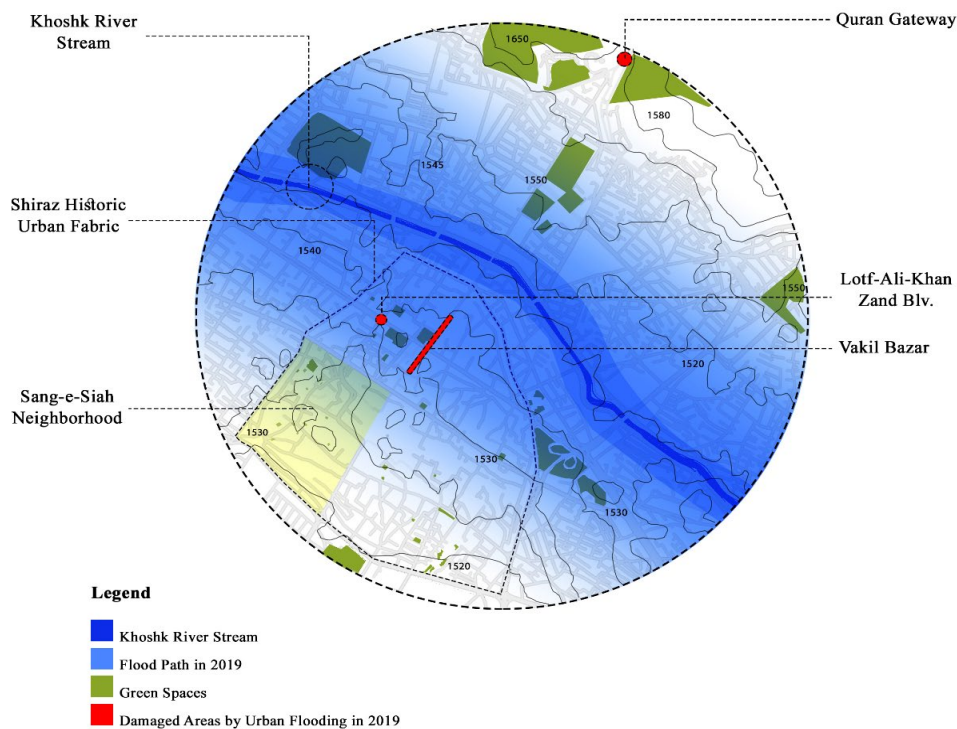 Khoshk River
Stream
Quran Gateway
1650
1580
1545
1550
Shiraz Historic
Urban Fabric
1540
Lotf-Ali-Khan
Zand Blv.
1550
Vakil Bazar
1520
Sang-e-Siah
Neighborhood
1530
1530
1530
1520
Legend
Khoshk River Stream
Flood Path in 2019
Green Spaces
Damaged Areas by Urban Flooding in 2019